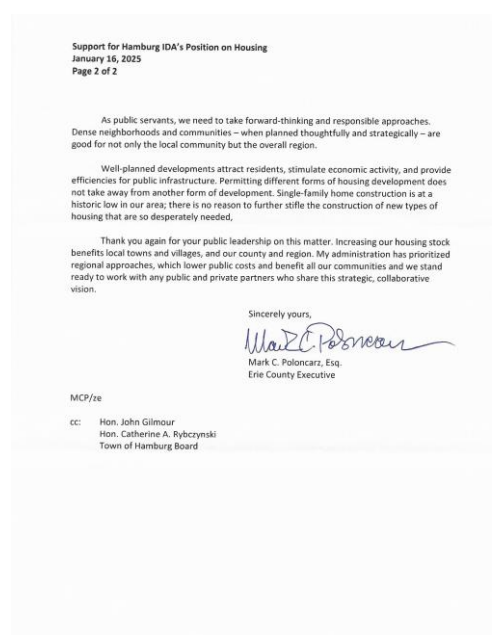 Support for Hamburg IDA's Position on Housing
January 16, 2025
Page 2 of 2
As public servants, we need to take forward-thinking and responsible approaches.
Dense neighborhoods and communities – when planned thoughtfully and strategically – are
good for not only the local community but the overall region.
Well-planned developments attract residents, stimulate economic activity, and provide
efficiencies for public infrastructure. Permitting different forms of housing development does
not take away from another form of development. Single-family home construction is at a
historic low in our area; there is no reason to further stifle the construction of new types of
housing that are so desperately needed,
Thank you again for your public leadership on this matter. Increasing our housing stock
benefits local towns and villages, and our county and region. My administration has prioritized
regional approaches, which lower public costs and benefit all our communities and we stand
ready to work with any public and private partners who share this strategic, collaborative
vision.
Sincerely yours,
Mark C. Poloncarz
Mark C. Poloncarz, Esq.
Erie County Executive
MCP/ze
cc: Hon. John Gilmour
Hon. Catherine A. Rybczynski
Town of Hamburg Board